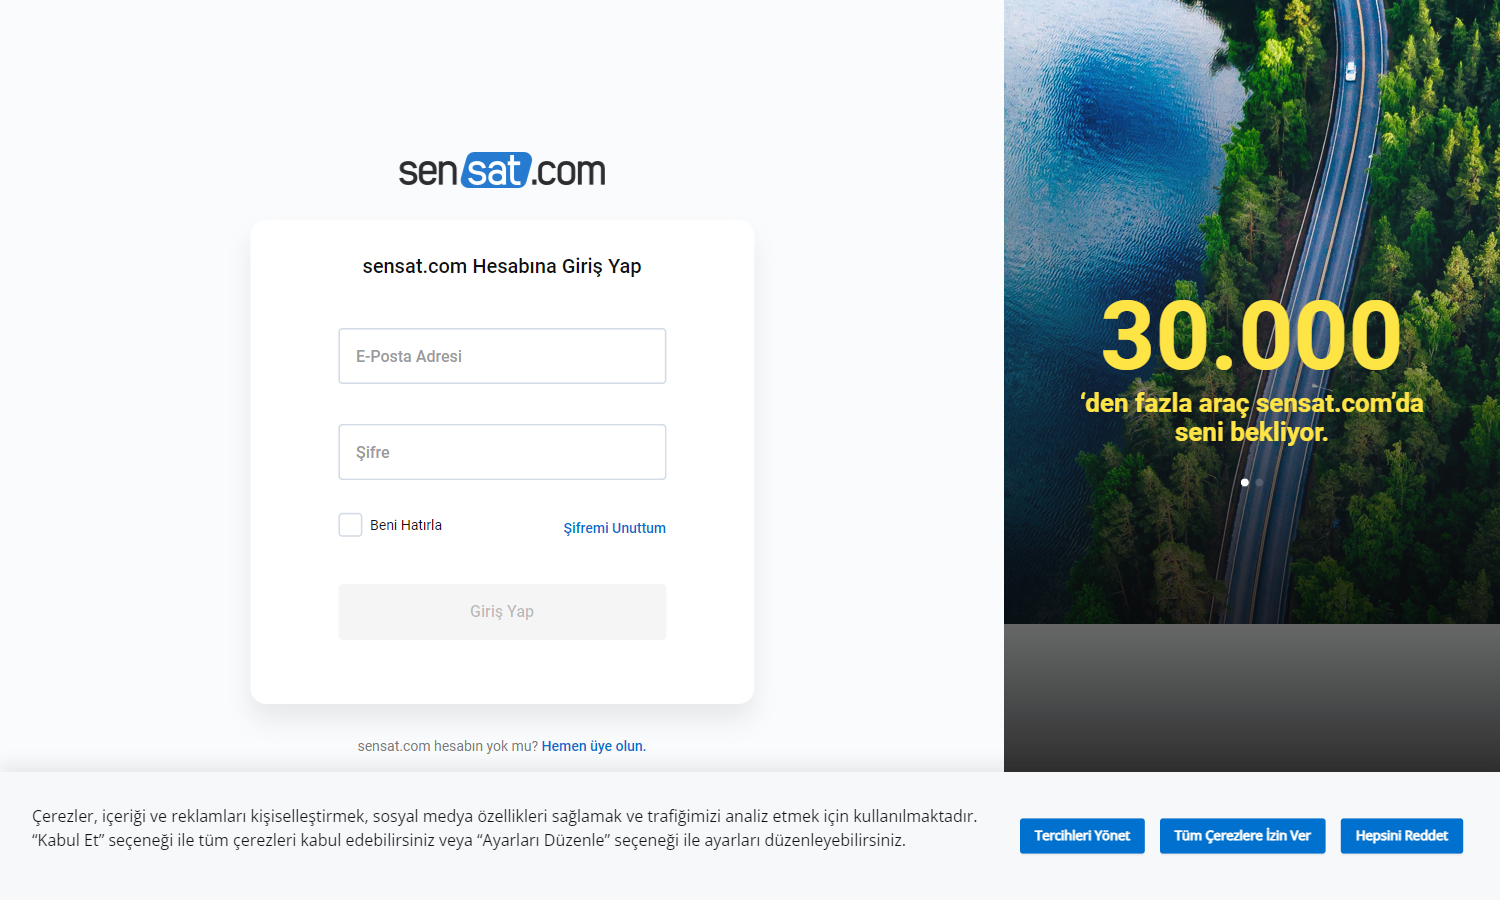 sensat.com
sensat.com Hesabına Giriş Yap
E-Posta Adresi
Şifre
Beni Hatırla
Şifremi Unuttum
Giriş Yap
sensat.com hesabın yok mu? Hemen üye olun.
30.000
‘den fazla araç sensat.com’da
seni bekliyor.
Çerezler, içeriği ve reklamları kişiselleştirmek, sosyal medya özellikleri sağlamak ve trafiğimizi analiz etmek için kullanılmaktadır.
“Kabul Et” seçeneği ile tüm çerezleri kabul edebilirsiniz veya “Ayarları Düzenle” seçeneği ile ayarları düzenleyebilirsiniz.
Tercihleri Yönet
Tüm Çerezlere İzin Ver
Hepsini Reddet